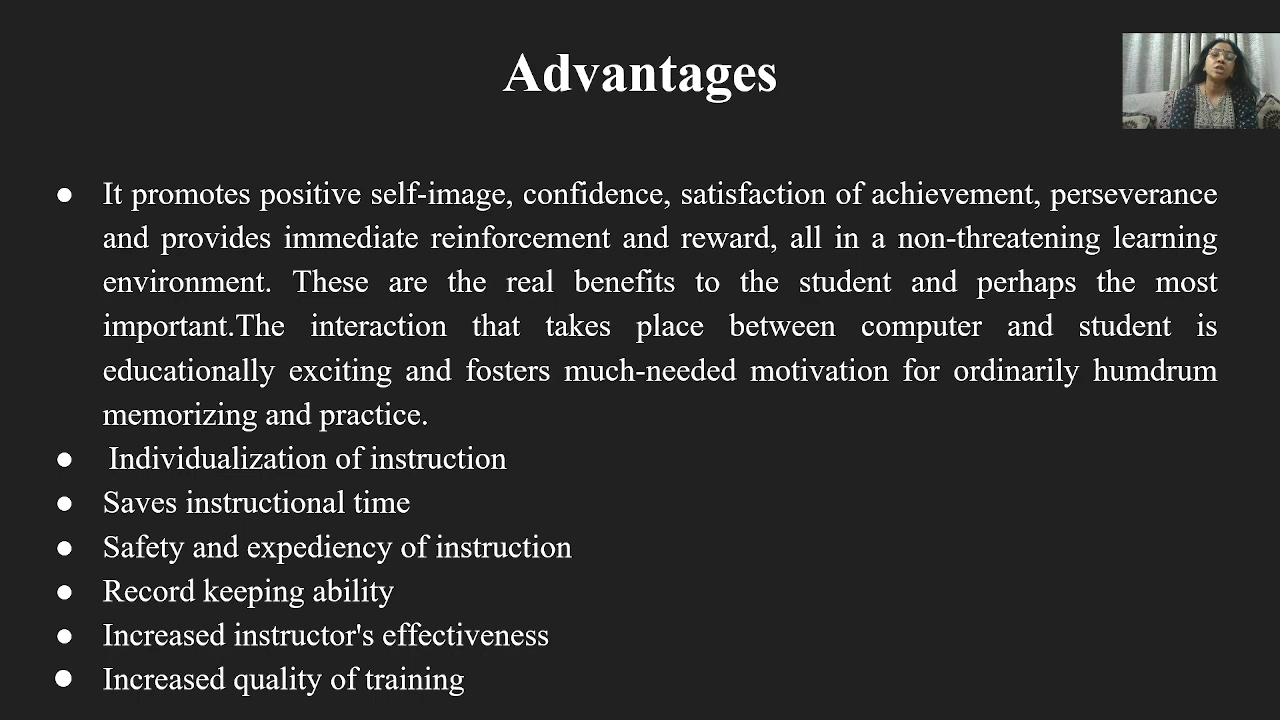 Advantages
● It promotes positive self-image, confidence, satisfaction of achievement, perseverance
and provides immediate reinforcement and reward, all in a non-threatening learning
environment. These are the real benefits to the student and perhaps the most
important.The interaction that takes place between computer and student is
educationally exciting and fosters much-needed motivation for ordinarily humdrum
memorizing and practice.
● Individualization of instruction
● Saves instructional time
● Safety and expediency of instruction
● Record keeping ability
● Increased instructor's effectiveness
● Increased quality of training